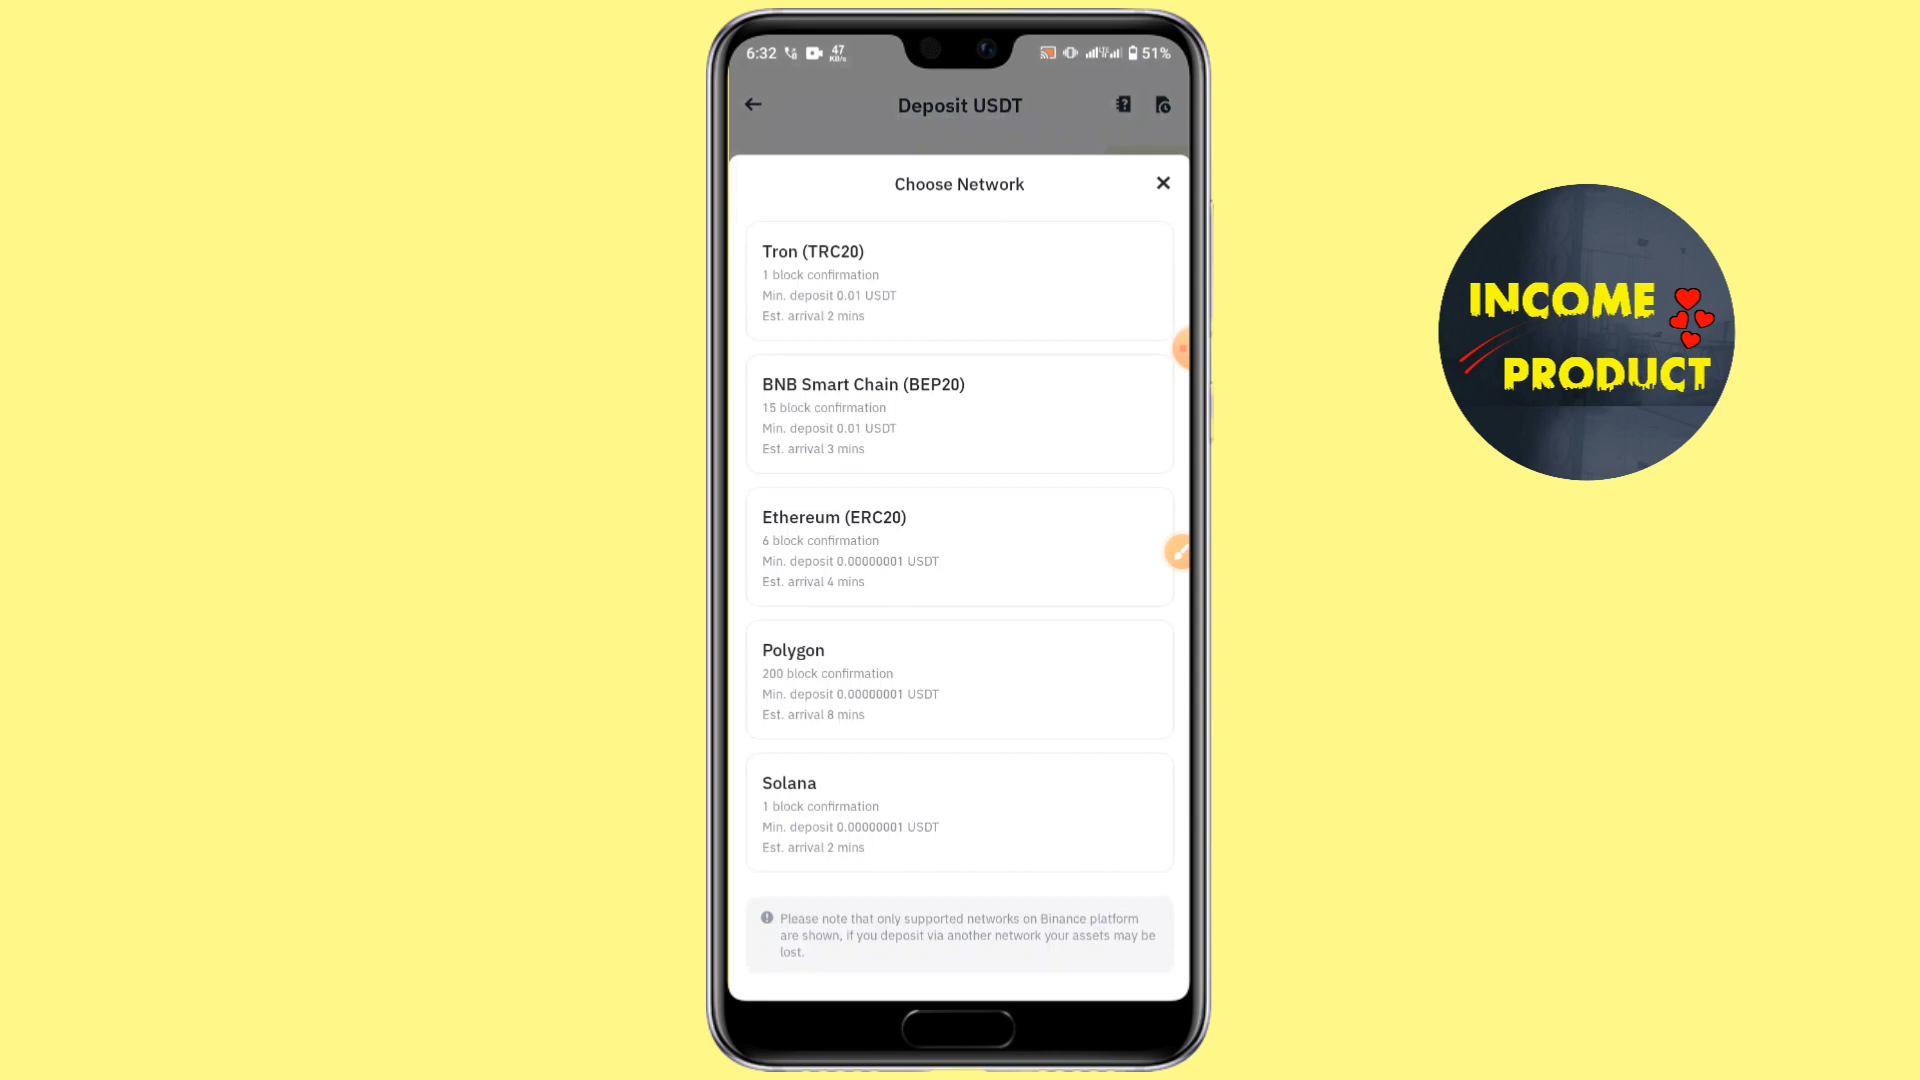 6:32 47 KB/s 51%
Deposit USDT
Choose Network
Tron (TRC20)
1 block confirmation
Min. deposit 0.01 USDT
Est. arrival 2 mins
BNB Smart Chain (BEP20)
15 block confirmation
Min. deposit 0.01 USDT
Est. arrival 3 mins
Ethereum (ERC20)
6 block confirmation
Min. deposit 0.00000001 USDT
Est. arrival 4 mins
Polygon
200 block confirmation
Min. deposit 0.00000001 USDT
Est. arrival 8 mins
Solana
1 block confirmation
Min. deposit 0.00000001 USDT
Est. arrival 2 mins
Please note that only supported networks on Binance platform
are shown, if you deposit via another network your assets may be
lost.
INCOME
PRODUCT